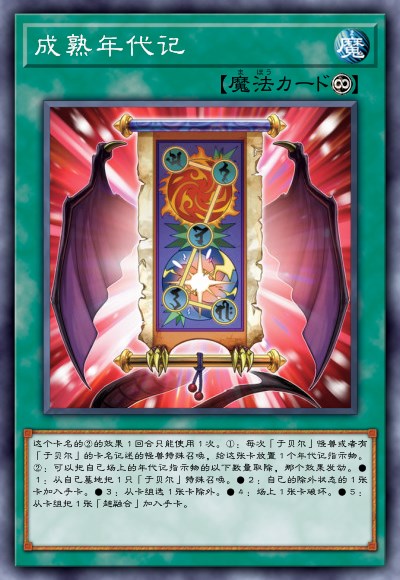 成熟年代记
魔
【魔法カード
まほう
这个卡名的②的效果1回合只能使用1次。①：每次「于贝尔」怪兽或者有
「于贝尔」的卡名记述的怪兽特殊召唤，给这张卡放置1个年代记指示物。
②：可以把自己场上的年代记指示物的以下数量取除，那个效果发动。●
1：从自己墓地把1只「于贝尔」特殊召唤。●2：自己的除外状态的1张
卡加入手卡。●3：从卡组选1张卡除外。●4：场上1张卡破坏。●5：
从卡组把1张「超融合」加入手卡。